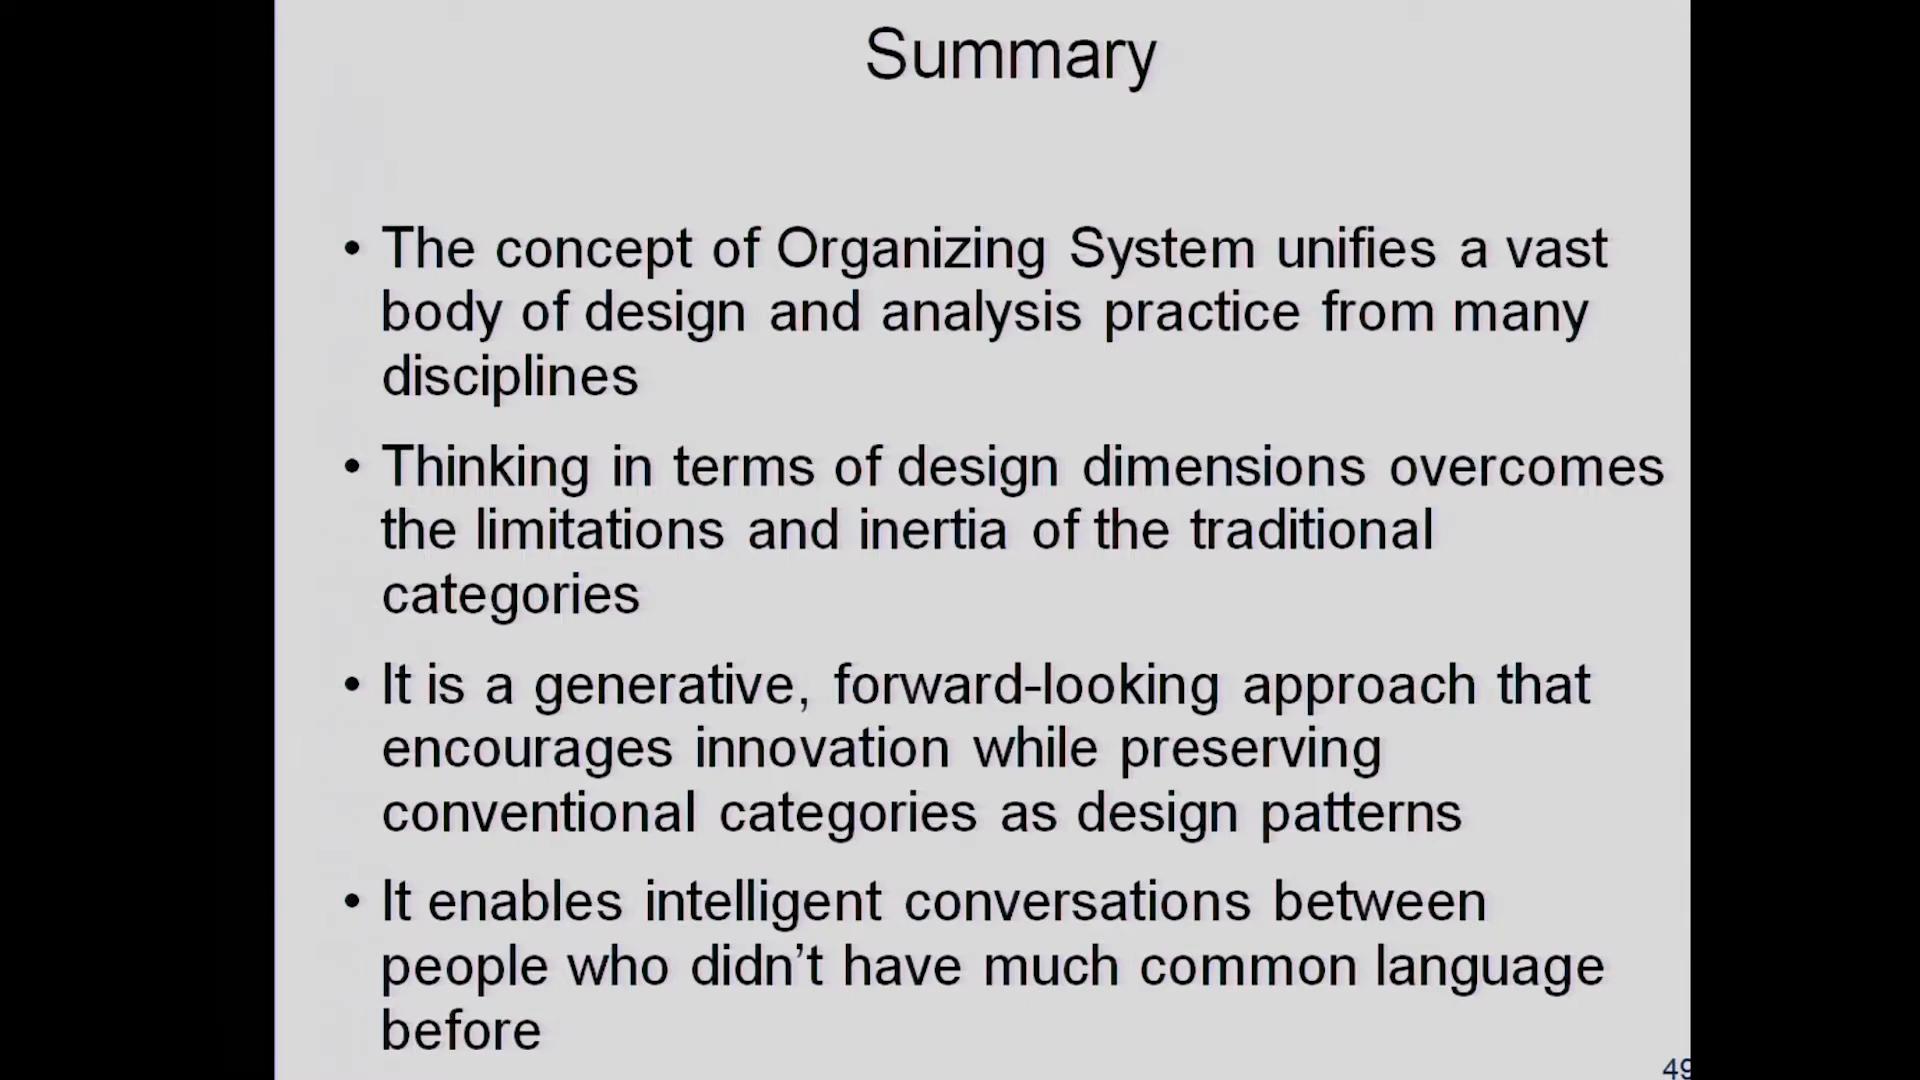 Summary
• The concept of Organizing System unifies a vast
body of design and analysis practice from many
disciplines
• Thinking in terms of design dimensions overcomes
the limitations and inertia of the traditional
categories
• It is a generative, forward-looking approach that
encourages innovation while preserving
conventional categories as design patterns
• It enables intelligent conversations between
people who didn’t have much common language
before
49